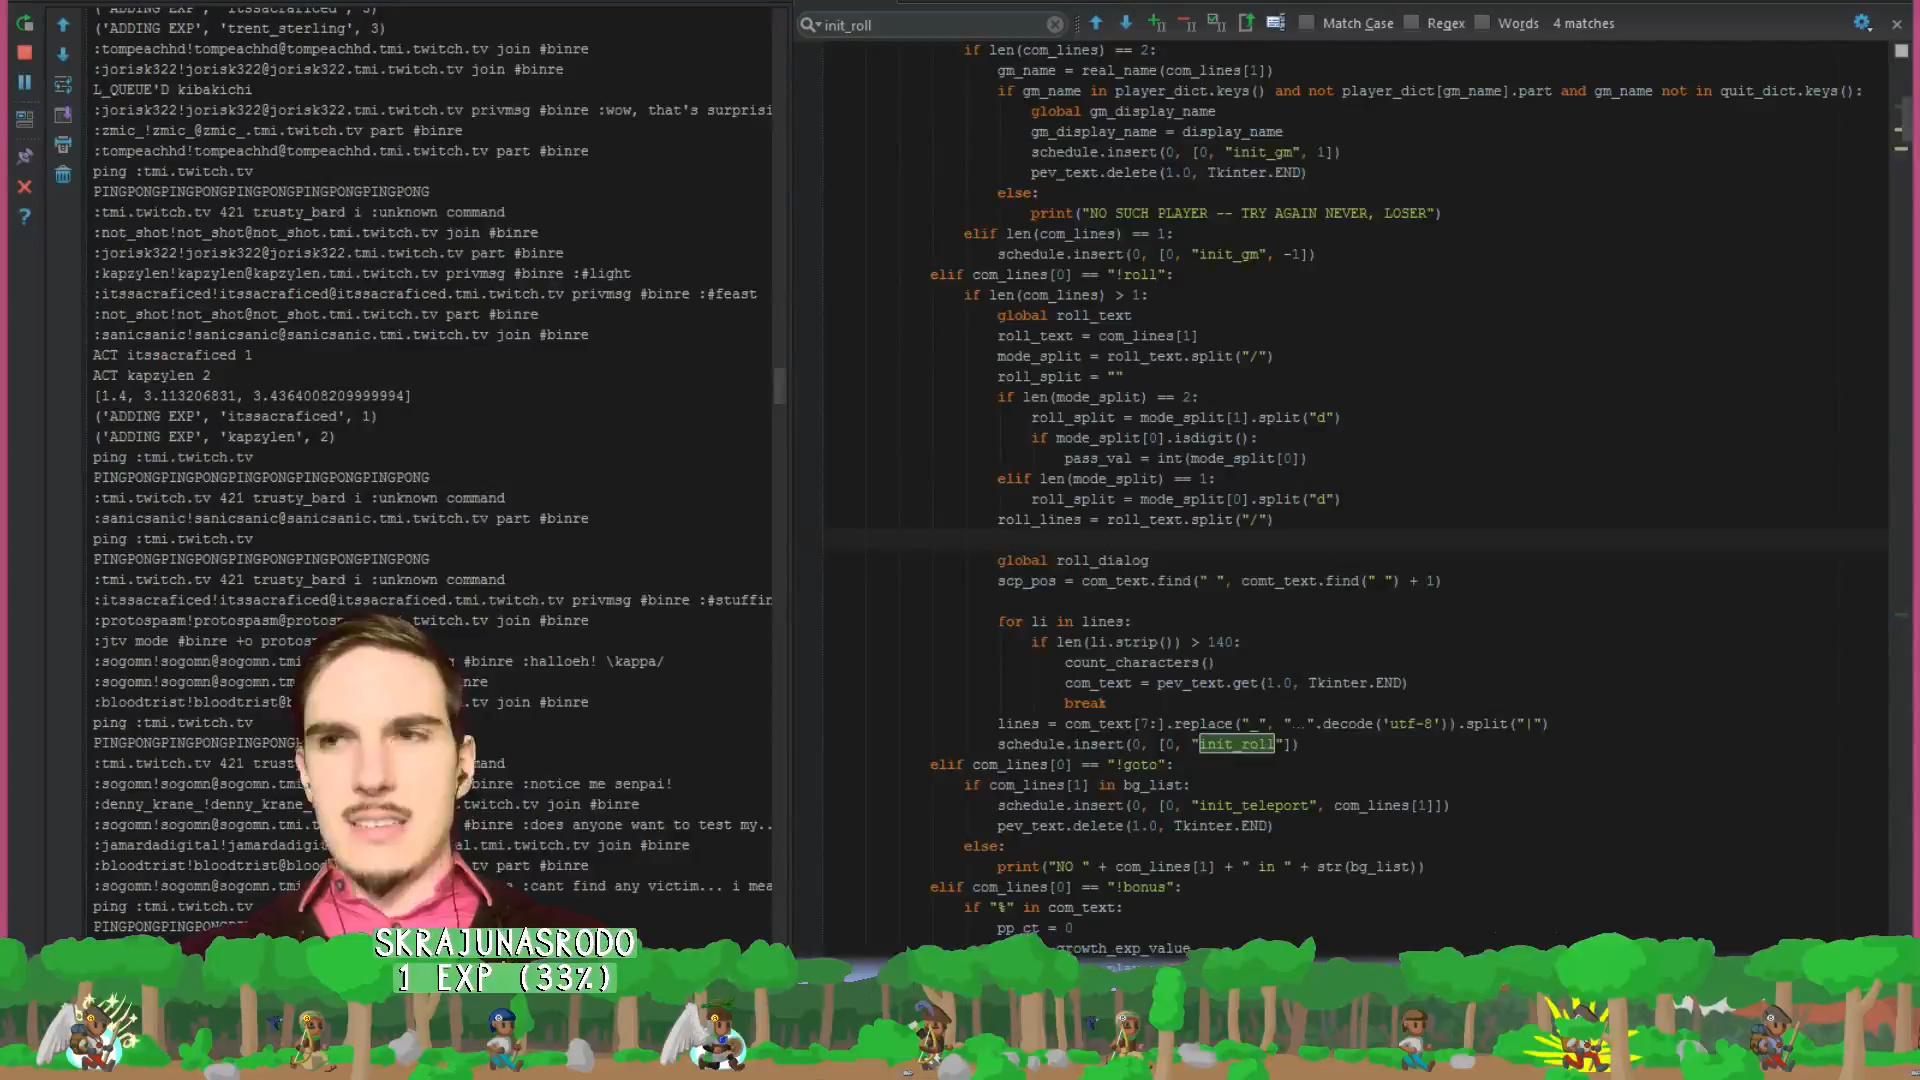 ('ADDING EXP', 'itssacraficed', 3)
('ADDING EXP', 'trent_sterling', 3)
:tompeachhd!tompeachhd@tompeachhd.tmi.twitch.tv join #binre
:jorisk322!jorisk322@jorisk322.tmi.twitch.tv join #binre
L_QUEUE'D kibakichi
:jorisk322!jorisk322@jorisk322.tmi.twitch.tv privmsg #binre :wow, that's surprisi
:zmic_!zmic_@zmic_.tmi.twitch.tv part #binre
:tompeachhd!tompeachhd@tompeachhd.tmi.twitch.tv part #binre
ping :tmi.twitch.tv
PINGPONGPINGPONGPINGPONGPINGPONGPINGPONG
:tmi.twitch.tv 421 trusty_bard i :unknown command
:not_shot!not_shot@not_shot.tmi.twitch.tv join #binre
:jorisk322!jorisk322@jorisk322.tmi.twitch.tv part #binre
:kapzylen!kapzylen@kapzylen.tmi.twitch.tv privmsg #binre :#light
:itssacraficed!itssacraficed@itssacraficed.tmi.twitch.tv privmsg #binre :#feast
:not_shot!not_shot@not_shot.tmi.twitch.tv part #binre
:sanicsanic!sanicsanic@sanicsanic.tmi.twitch.tv join #binre
ACT itssacraficed 1
ACT kapzylen 2
[1.4, 3.113206831, 3.4364008209999994]
('ADDING EXP', 'itssacraficed', 1)
('ADDING EXP', 'kapzylen', 2)
ping :tmi.twitch.tv
PINGPONGPINGPONGPINGPONGPINGPONGPINGPONG
:tmi.twitch.tv 421 trusty_bard i :unknown command
:sanicsanic!sanicsanic@sanicsanic.tmi.twitch.tv part #binre
ping :tmi.twitch.tv
PINGPONGPINGPONGPINGPONGPINGPONGPINGPONG
:tmi.twitch.tv 421 trusty_bard i :unknown command
:itssacraficed!itssacraficed@itssacraficed.tmi.twitch.tv privmsg #binre :#stuffin
:protospasm!protospasm@protosp .tmi.twitch.tv join #binre
:jtv mode #binre +o protosp
:sogomn!sogomn@sogomn.tmi g #binre :halloeh! \kappa/
:sogomn!sogomn@sogomn.tmi nre
:bloodtrist!bloodtrist@b .tv join #binre
ping :tmi.twitch.tv
PINGPONGPINGPONGPINGPONG ONG
:tmi.twitch.tv 421 trust mand
:sogomn!sogomn@sogomn.tm binre :notice me senpai!
:denny_krane_!denny_krane_ witch.tv join #binre
:sogomn!sogomn@sogomn.tmi.t #binre :does anyone want to test my..
:jamardadigital!jamardadigit al.tmi.twitch.tv join #binre
:bloodtrist!bloodtrist@bloo tv part #binre
:sogomn!sogomn@sogomn.tmi. :cant find any victim... i mea
ping :tmi.twitch.tv
PINGPONGPINGPONGPINGPONGP
init_roll
Match Case
Regex
Words
4 matches
if len(com_lines) == 2:
gm_name = real_name(com_lines[1])
if gm_name in player_dict.keys() and not player_dict[gm_name].part and gm_name not in quit_dict.keys():
global gm_display_name
gm_display_name = display_name
schedule.insert(0, [0, "init_gm", 1])
pev_text.delete(1.0, Tkinter.END)
else:
print("NO SUCH PLAYER -- TRY AGAIN NEVER, LOSER")
elif len(com_lines) == 1:
schedule.insert(0, [0, "init_gm", -1])
elif com_lines[0] == "!roll":
if len(com_lines) > 1:
global roll_text
roll_text = com_lines[1]
mode_split = roll_text.split("/")
roll_split = ""
if len(mode_split) == 2:
roll_split = mode_split[1].split("d")
if mode_split[0].isdigit():
pass_val = int(mode_split[0])
elif len(mode_split) == 1:
roll_split = mode_split[0].split("d")
roll_lines = roll_text.split("/")
global roll_dialog
scp_pos = com_text.find(" ", comt_text.find(" ") + 1)
for li in lines:
if len(li.strip()) > 140:
count_characters()
com_text = pev_text.get(1.0, Tkinter.END)
break
lines = com_text[7:].replace("_", "…".decode('utf-8')).split("|")
schedule.insert(0, [0, "init_roll"])
elif com_lines[0] == "!goto":
if com_lines[1] in bg_list:
schedule.insert(0, [0, "init_teleport", com_lines[1]])
pev_text.delete(1.0, Tkinter.END)
else:
print("NO " + com_lines[1] + " in " + str(bg_list))
elif com_lines[0] == "!bonus":
if "%" in com_text:
pp_ct = 0
growth_exp_value
SKRAJUNASRODO
1 EXP (33%)